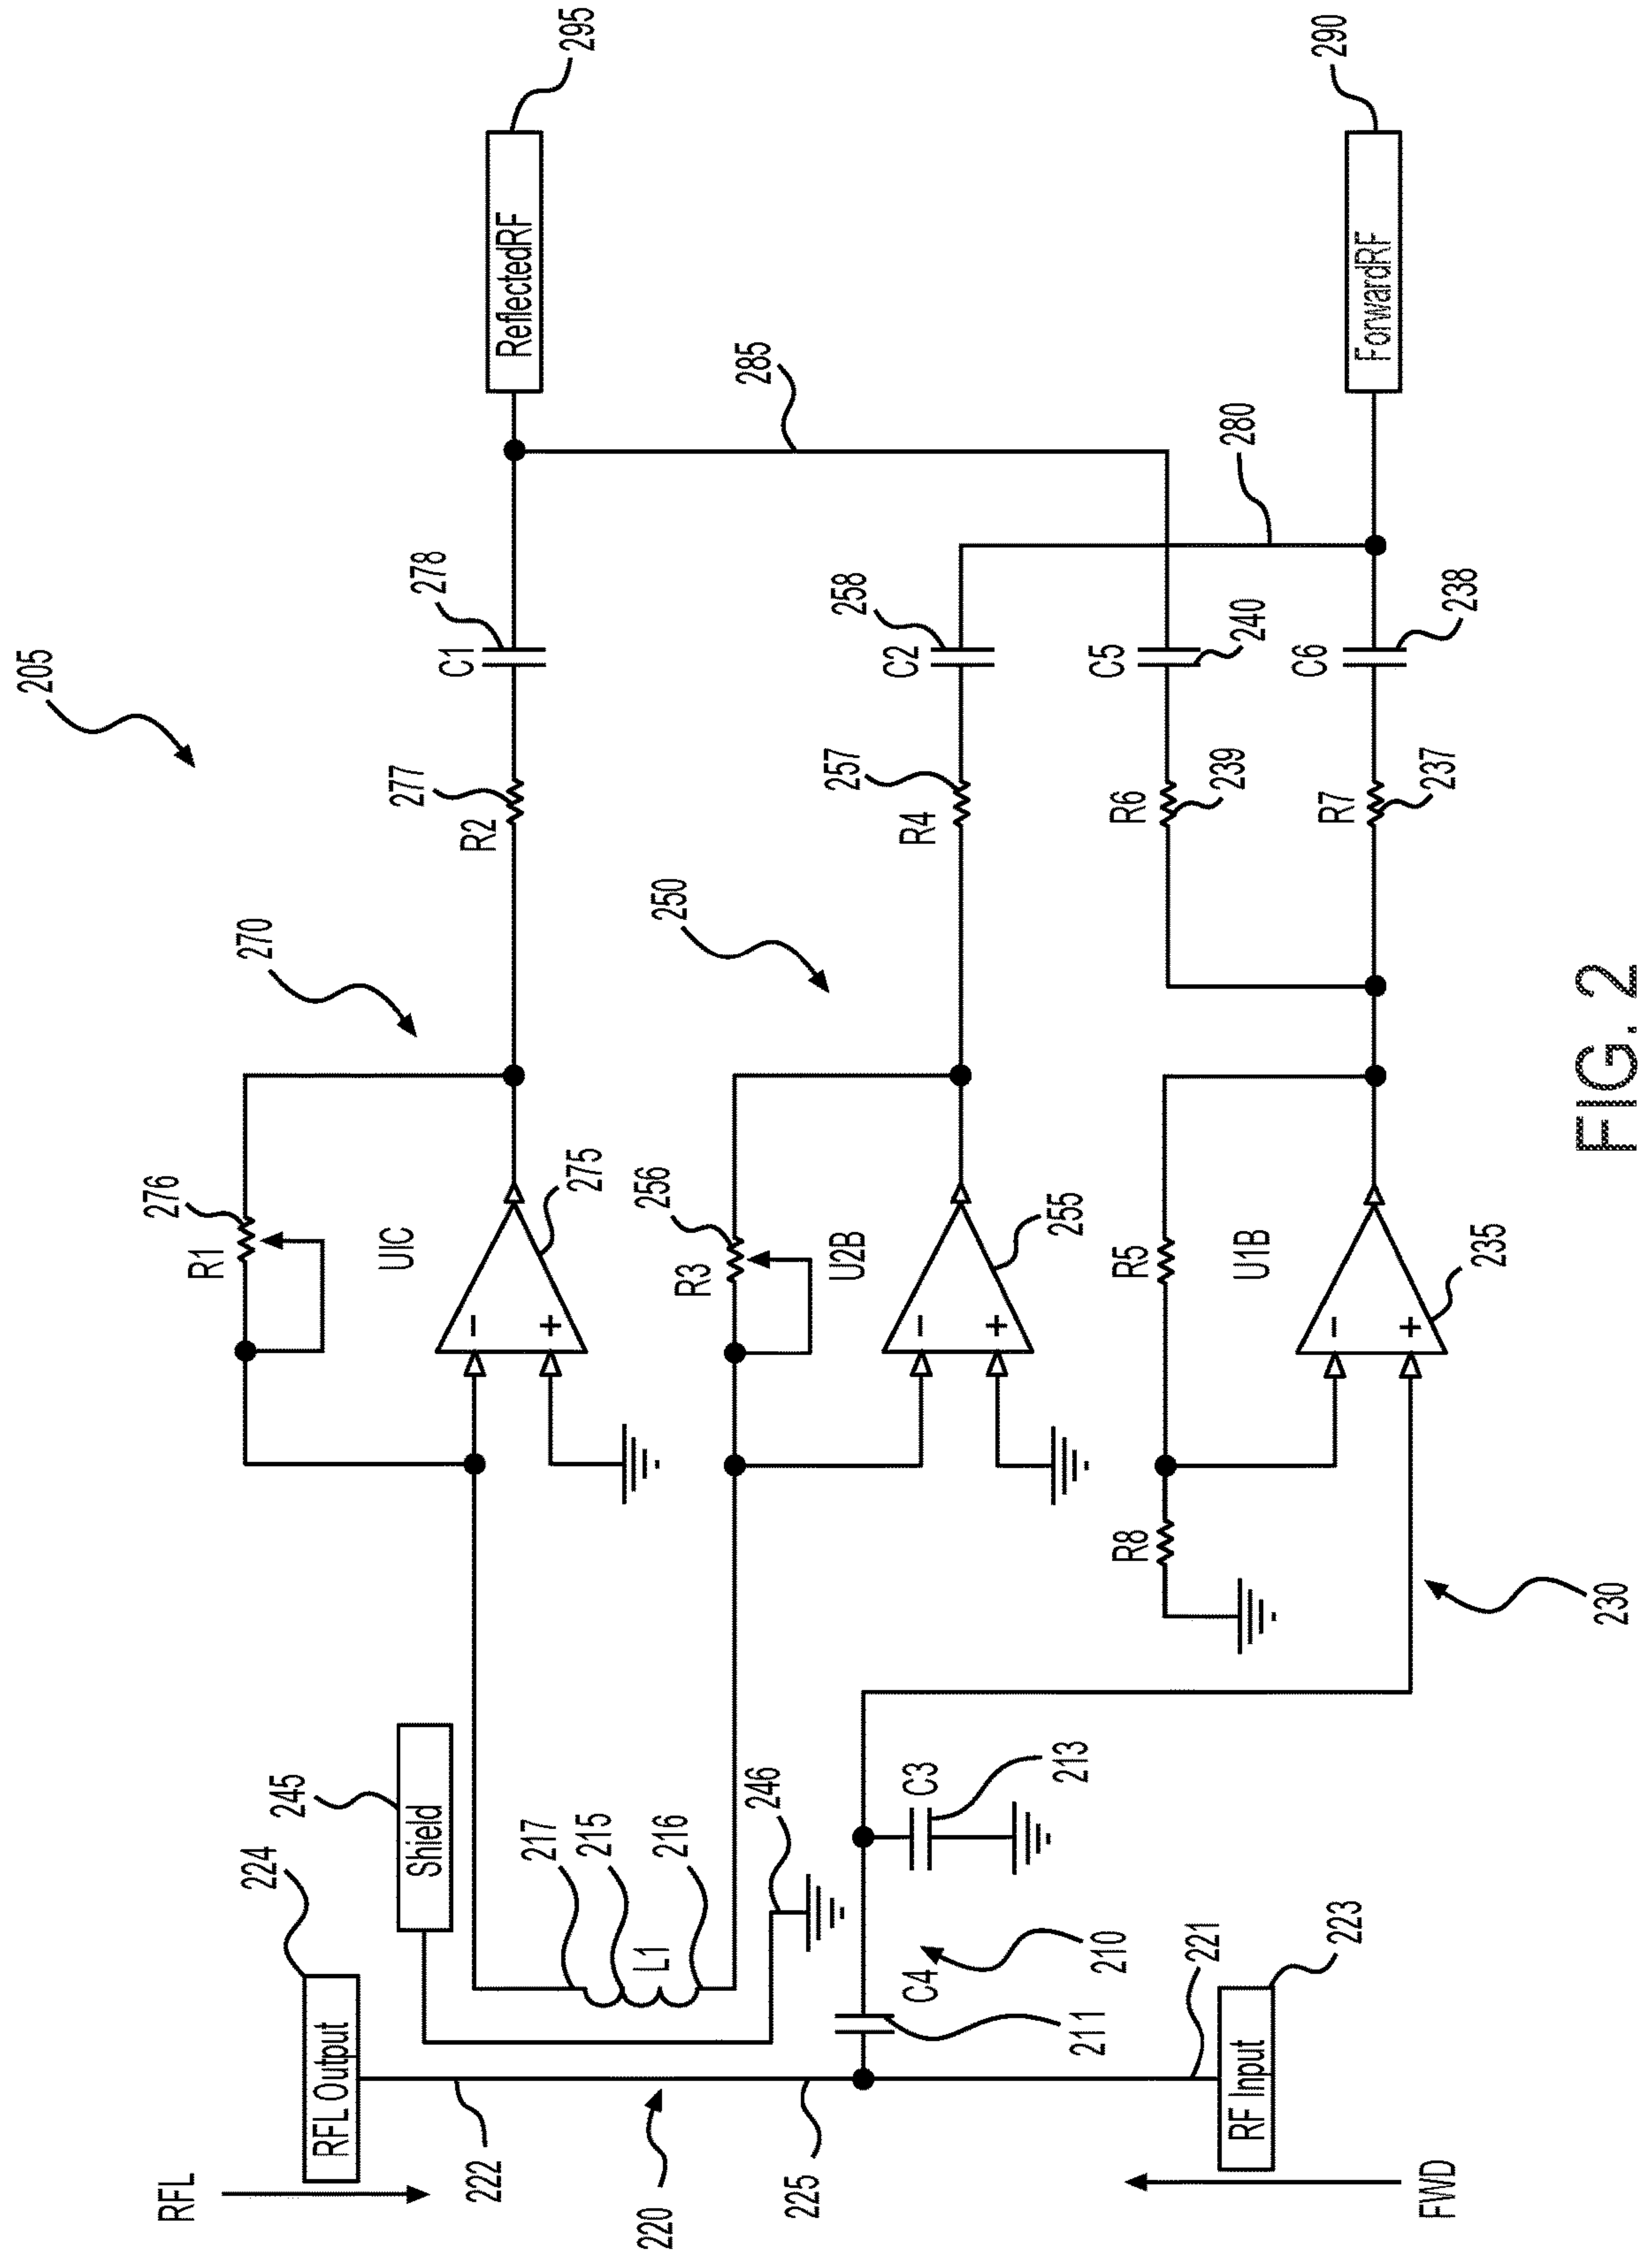 205
RFL
RFL Output
224
222
220
225
Shield
245
217
215
L1
216
246
C4
211
210
C3
213
RF Input
223
221
FWD
230
R1
276
UIC
275
270
R2
277
C1
278
ReflectedRF
295
R3
256
U2B
255
250
R4
257
C2
258
285
280
R8
R5
U1B
235
R6
239
C5
240
R7
237
C6
238
ForwardRF
290
−
+
−
+
−
+
FIG. 2